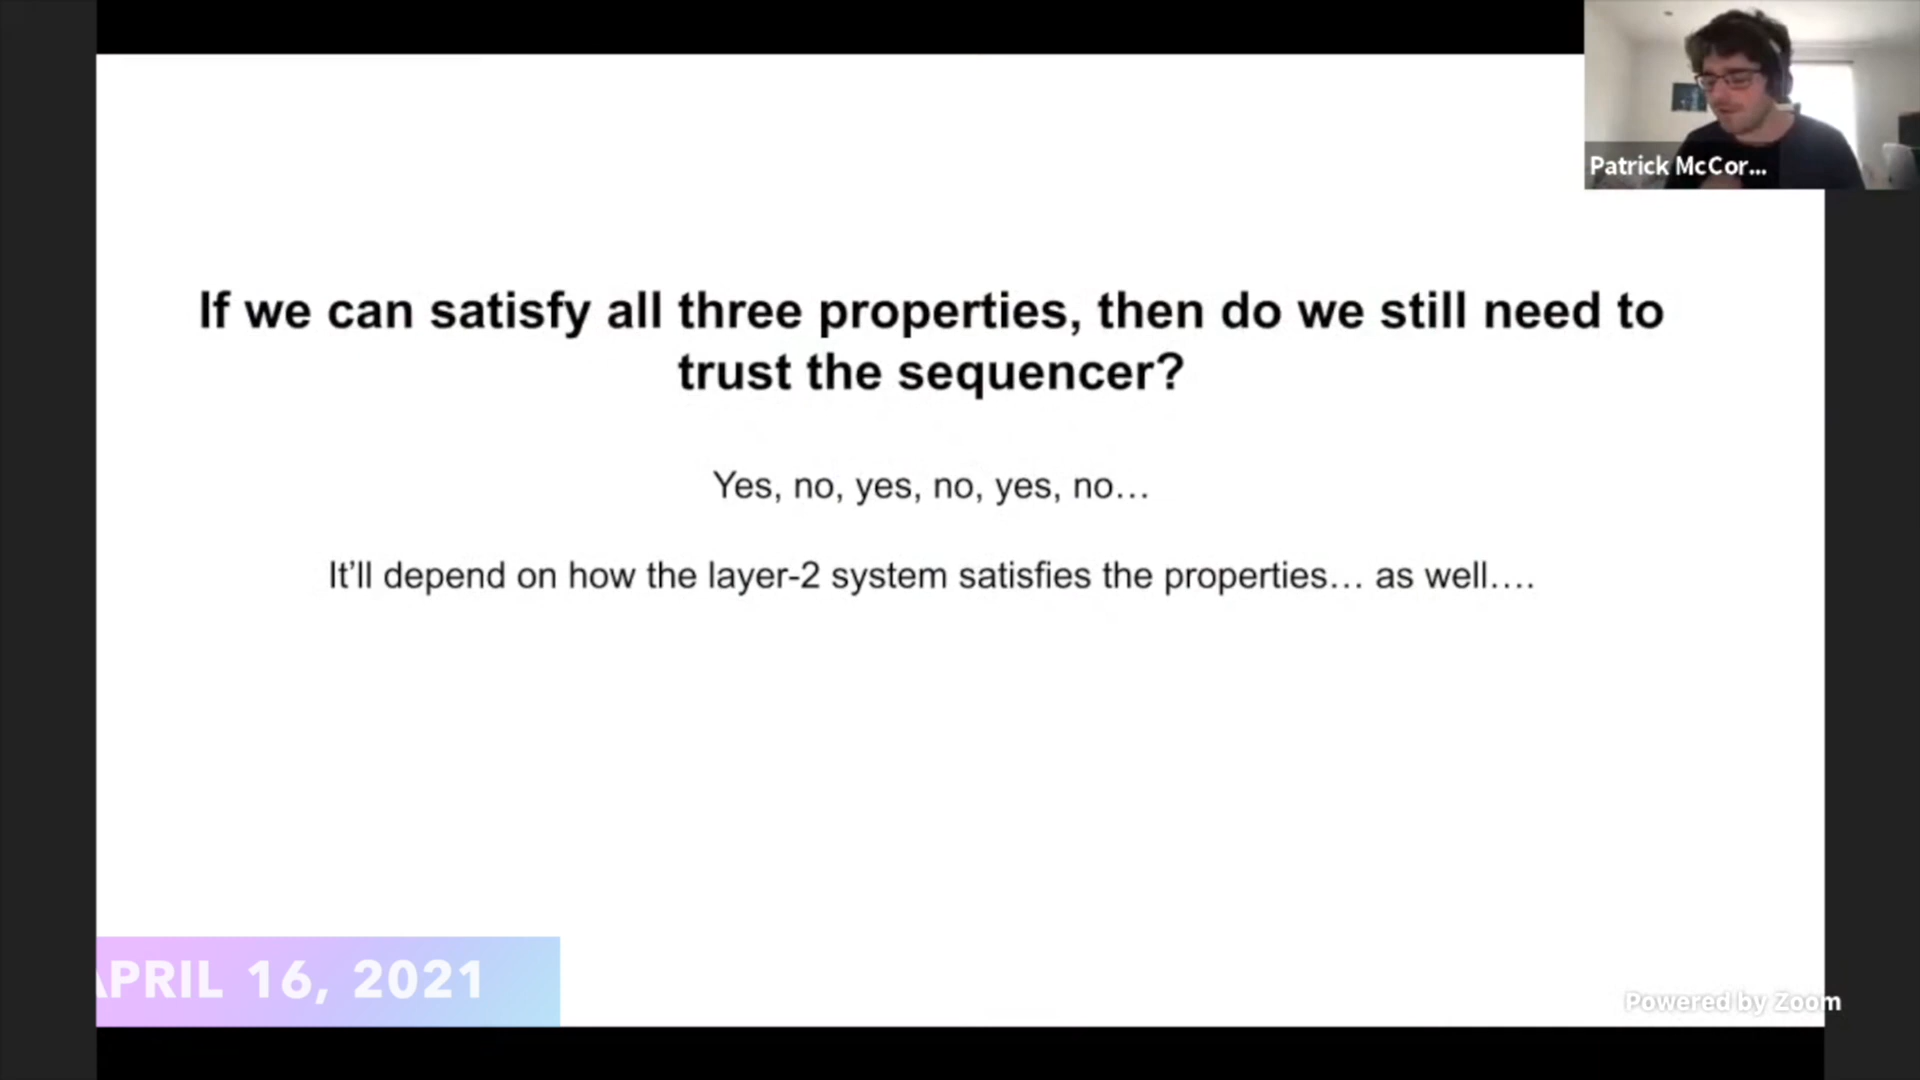 Patrick McCor...
If we can satisfy all three properties, then do we still need to
trust the sequencer?
Yes, no, yes, no, yes, no…
It’ll depend on how the layer-2 system satisfies the properties… as well….
APRIL 16, 2021
Powered by Zoom